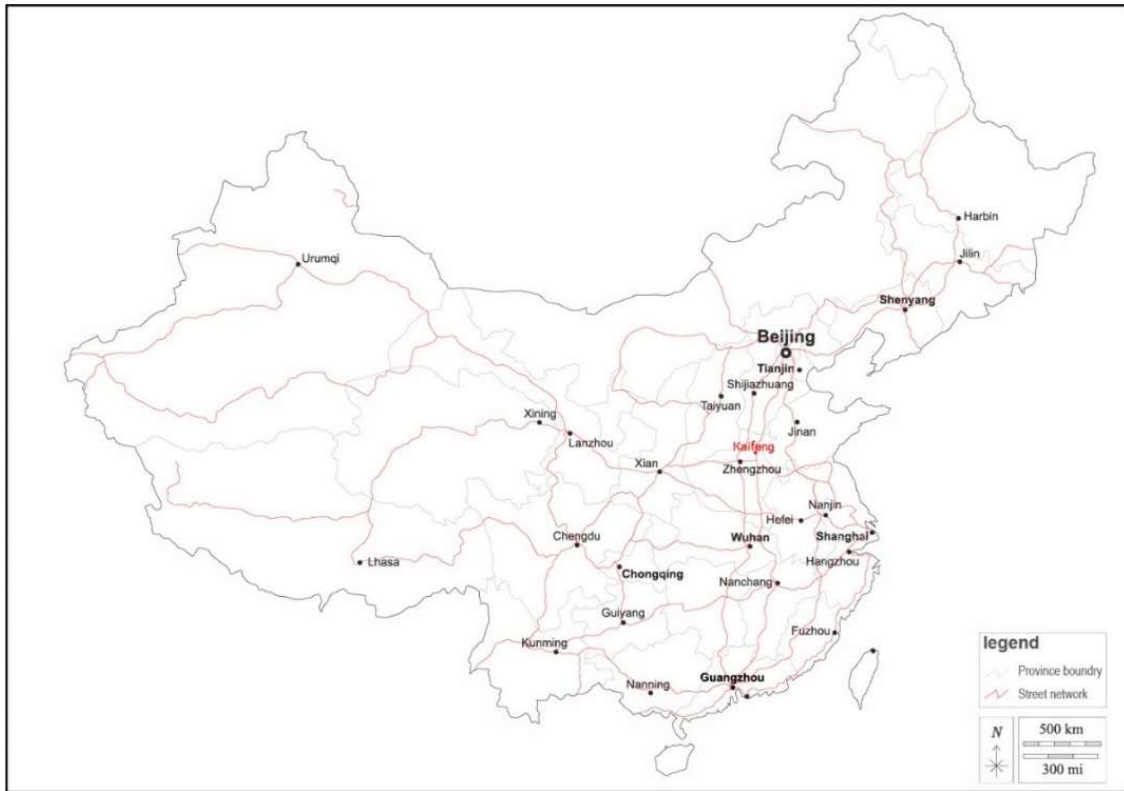 Harbin
Jilin
Urumqi
Shenyang
Beijing
Tianjin
Shijiazhuang
Taiyuan
Xining
Jinan
Lanzhou
Kaifeng
Xian
Zhengzhou
Nanjin
Hefei
Chengdu
Wuhan
Shanghai
Hangzhou
Lhasa
Chongqing
Nanchang
Guiyang
Fuzhou
Kunming
Guangzhou
Nanning
legend
Province boundry
Street network
N
500 km
300 mi